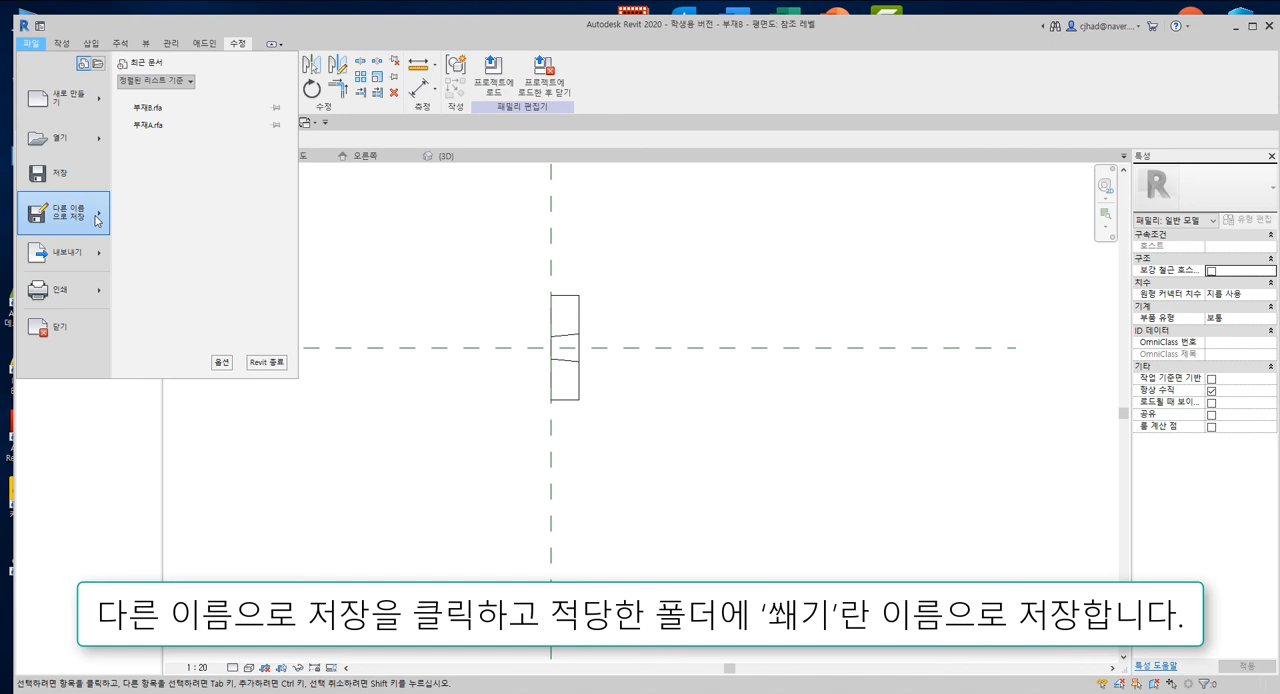 Autodesk Revit 2020 - 학생용 버전 - 부재B - 평면도: 참조 레벨
cjhad@naver....
파일 작성 삽입 주석 뷰 관리 애드인 수정
최근 문서
정렬된 리스트 기준
부재B.rfa
부재A.rfa
새로 만들
기
열기
저장
다른 이름
으로 저장
내보내기
인쇄
닫기
옵션
Revit 종료
프로젝트에
로드
프로젝트에
로드한 후 닫기
수정 측정 작성 패밀리 편집기
도 오른쪽 (3D)
특성
패밀리: 일반 모델 유형 편집
구속조건
호스트
구조
보강 철근 호스...
치수
원형 커넥터 치수 지름 사용
기계
부품 유형 보통
ID 데이터
OmniClass 번호
OmniClass 제목
기타
작업 기준면 기반
항상 수직
로드될 때 보이...
공유
룸 계산 점
다른 이름으로 저장을 클릭하고 적당한 폴더에 ‘쐐기’란 이름으로 저장합니다.
1 : 20
특성 도움말 적용
선택하려면 항목을 클릭하고, 다른 항목을 선택하려면 Tab 키, 추가하려면 Ctrl 키, 선택 취소하려면 Shift 키를 누르십시오.
:0